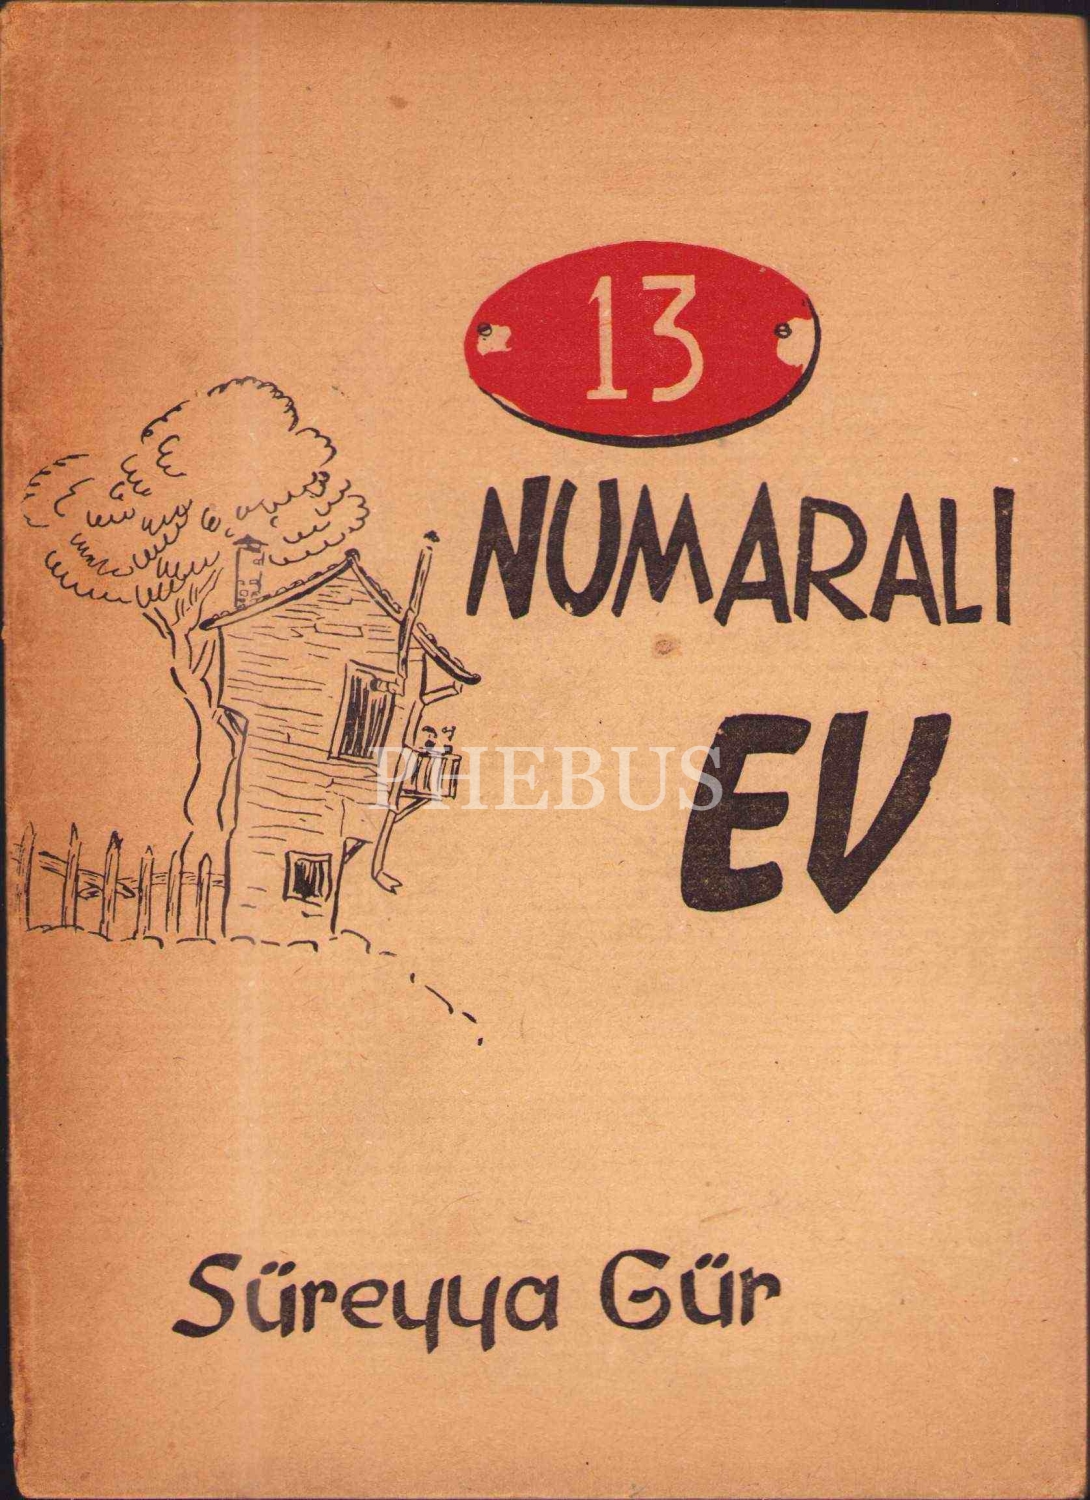 13
NUMARALI
EV
PHEBUS
Süreyya Gür